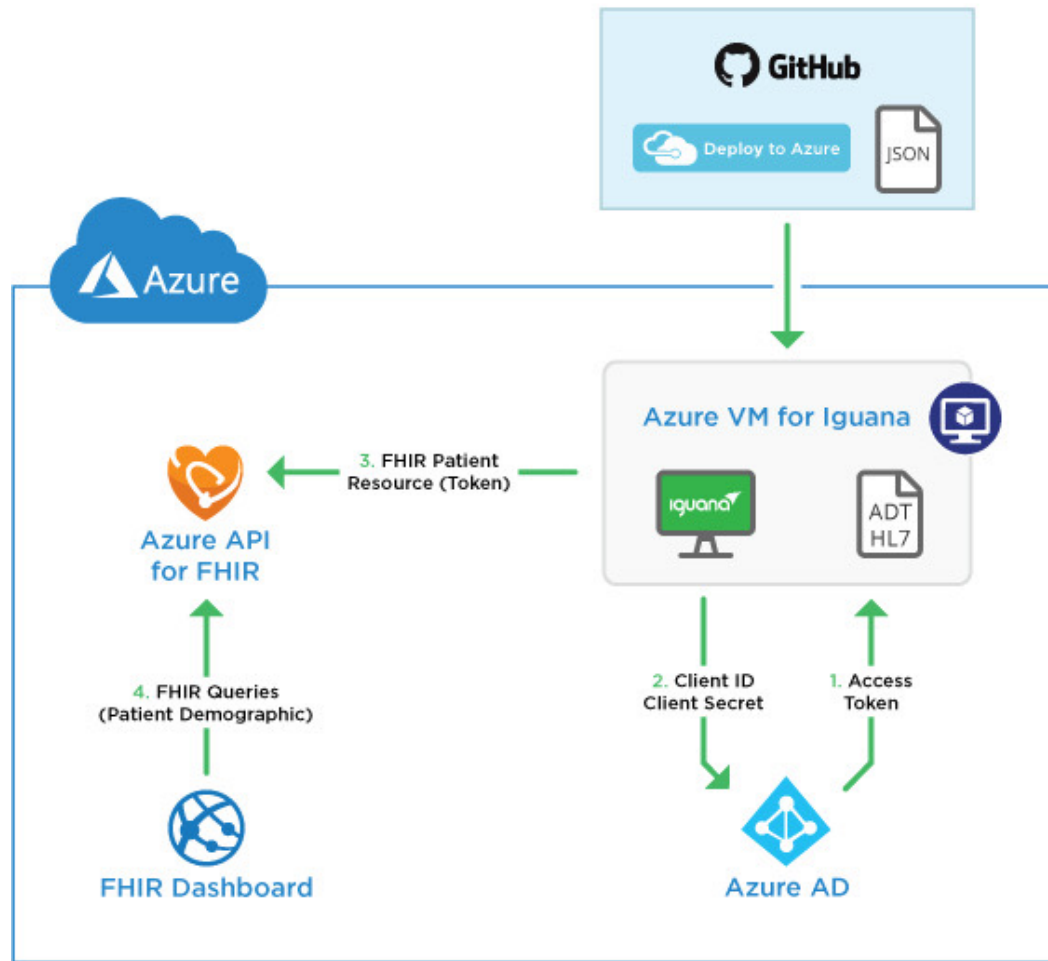 GitHub
Deploy to Azure
JSON
Azure
Azure VM for Iguana
iguana
ADT
HL7
3. FHIR Patient
Resource (Token)
Azure API
for FHIR
4. FHIR Queries
(Patient Demographic)
2. Client ID
Client Secret
1. Access
Token
FHIR Dashboard
Azure AD